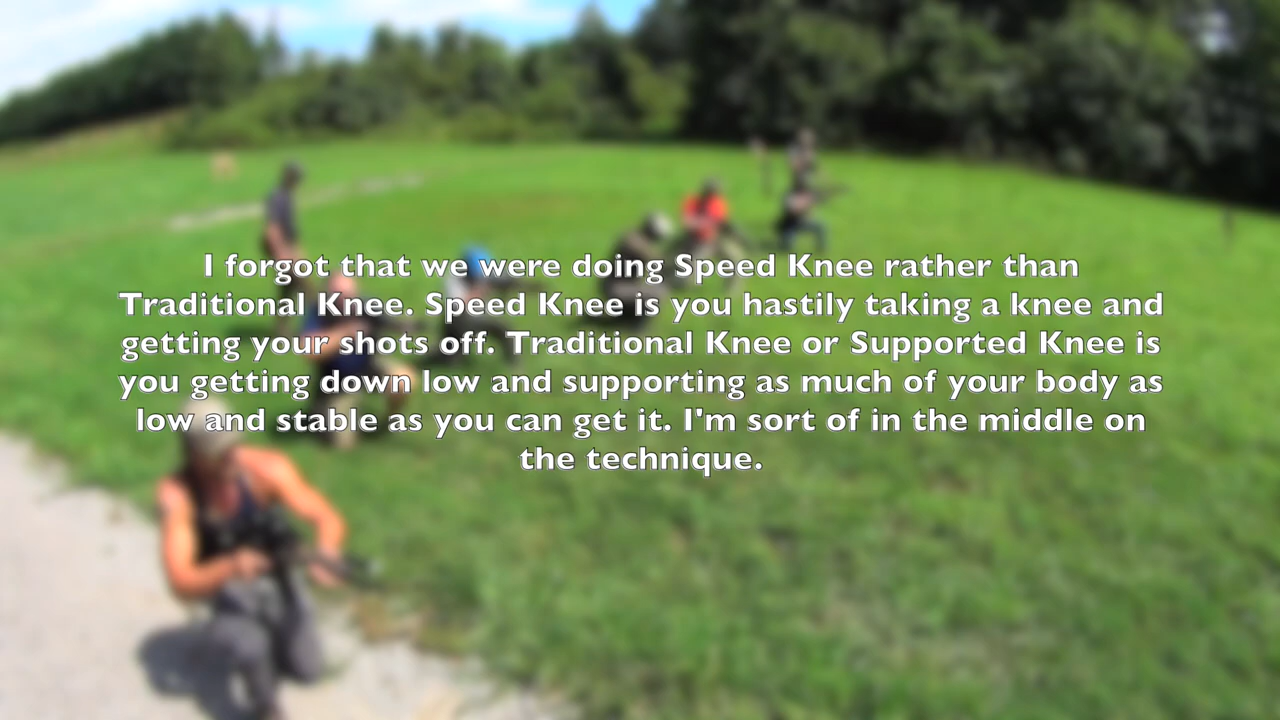 I forgot that we were doing Speed Knee rather than
Traditional Knee. Speed Knee is you hastily taking a knee and
getting your shots off. Traditional Knee or Supported Knee is
you getting down low and supporting as much of your body as
low and stable as you can get it. I'm sort of in the middle on
the technique.